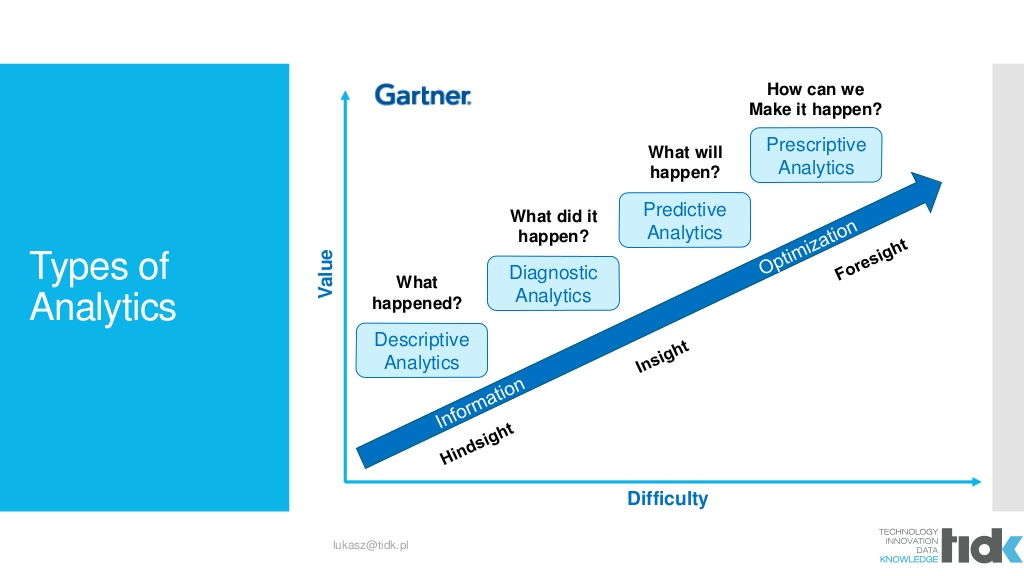 Types of
Analytics
Gartner.
Value
What
happened?
Descriptive
Analytics
What did it
happen?
Diagnostic
Analytics
What will
happen?
Predictive
Analytics
How can we
Make it happen?
Prescriptive
Analytics
Information
Optimization
Hindsight
Insight
Foresight
Difficulty
lukasz@tidk.pl
TECHNOLOGY
INNOVATION
DATA
KNOWLEDGE
tidk